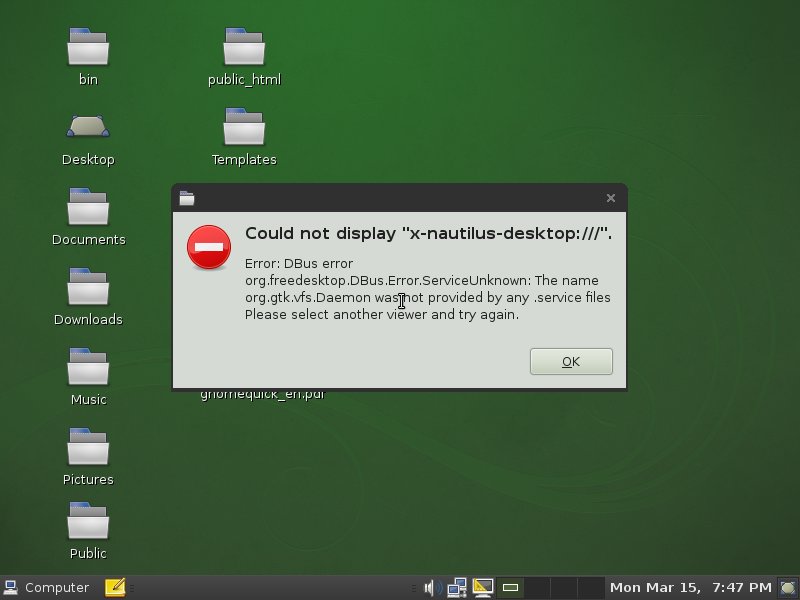 bin
public_html
Desktop
Templates
Documents
Downloads
Music
Pictures
Public
Could not display "x-nautilus-desktop:///".
Error: DBus error
org.freedesktop.DBus.Error.ServiceUnknown: The name
org.gtk.vfs.Daemon was not provided by any .service files
Please select another viewer and try again.
OK
gnomequick_en.pdf
Computer
Mon Mar 15, 7:47 PM